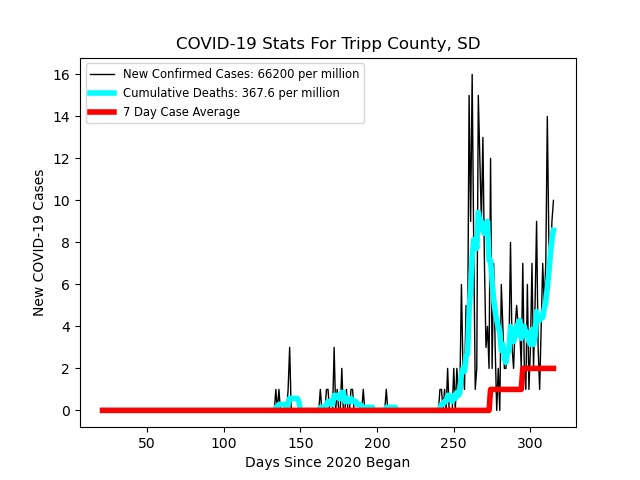 COVID-19 Stats For Tripp County, SD
New Confirmed Cases: 66200 per million
Cumulative Deaths: 367.6 per million
7 Day Case Average
16
14
12
10
8
6
4
2
0
New COVID-19 Cases
50 100 150 200 250 300
Days Since 2020 Began